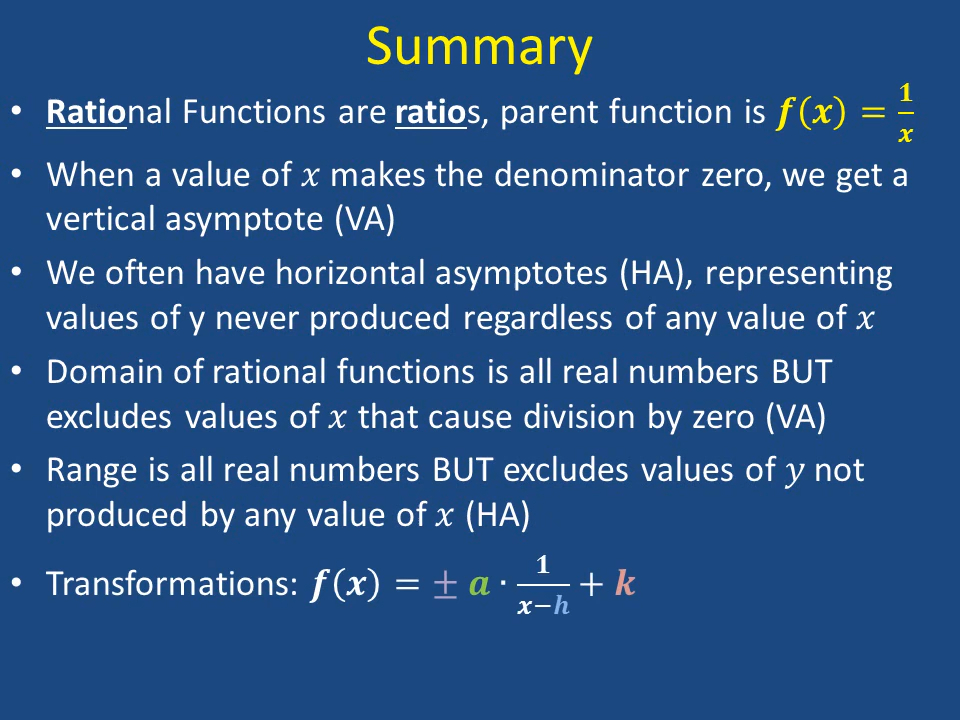 Summary
• Rational Functions are ratios, parent function is 𝒇(𝒙) = 𝟏/𝒙
• When a value of 𝑥 makes the denominator zero, we get a
vertical asymptote (VA)
• We often have horizontal asymptotes (HA), representing
values of y never produced regardless of any value of 𝑥
• Domain of rational functions is all real numbers BUT
excludes values of 𝑥 that cause division by zero (VA)
• Range is all real numbers BUT excludes values of 𝑦 not
produced by any value of 𝑥 (HA)
• Transformations: 𝒇(𝒙) = ± 𝒂 · 𝟏/(𝒙−𝒉) + 𝒌